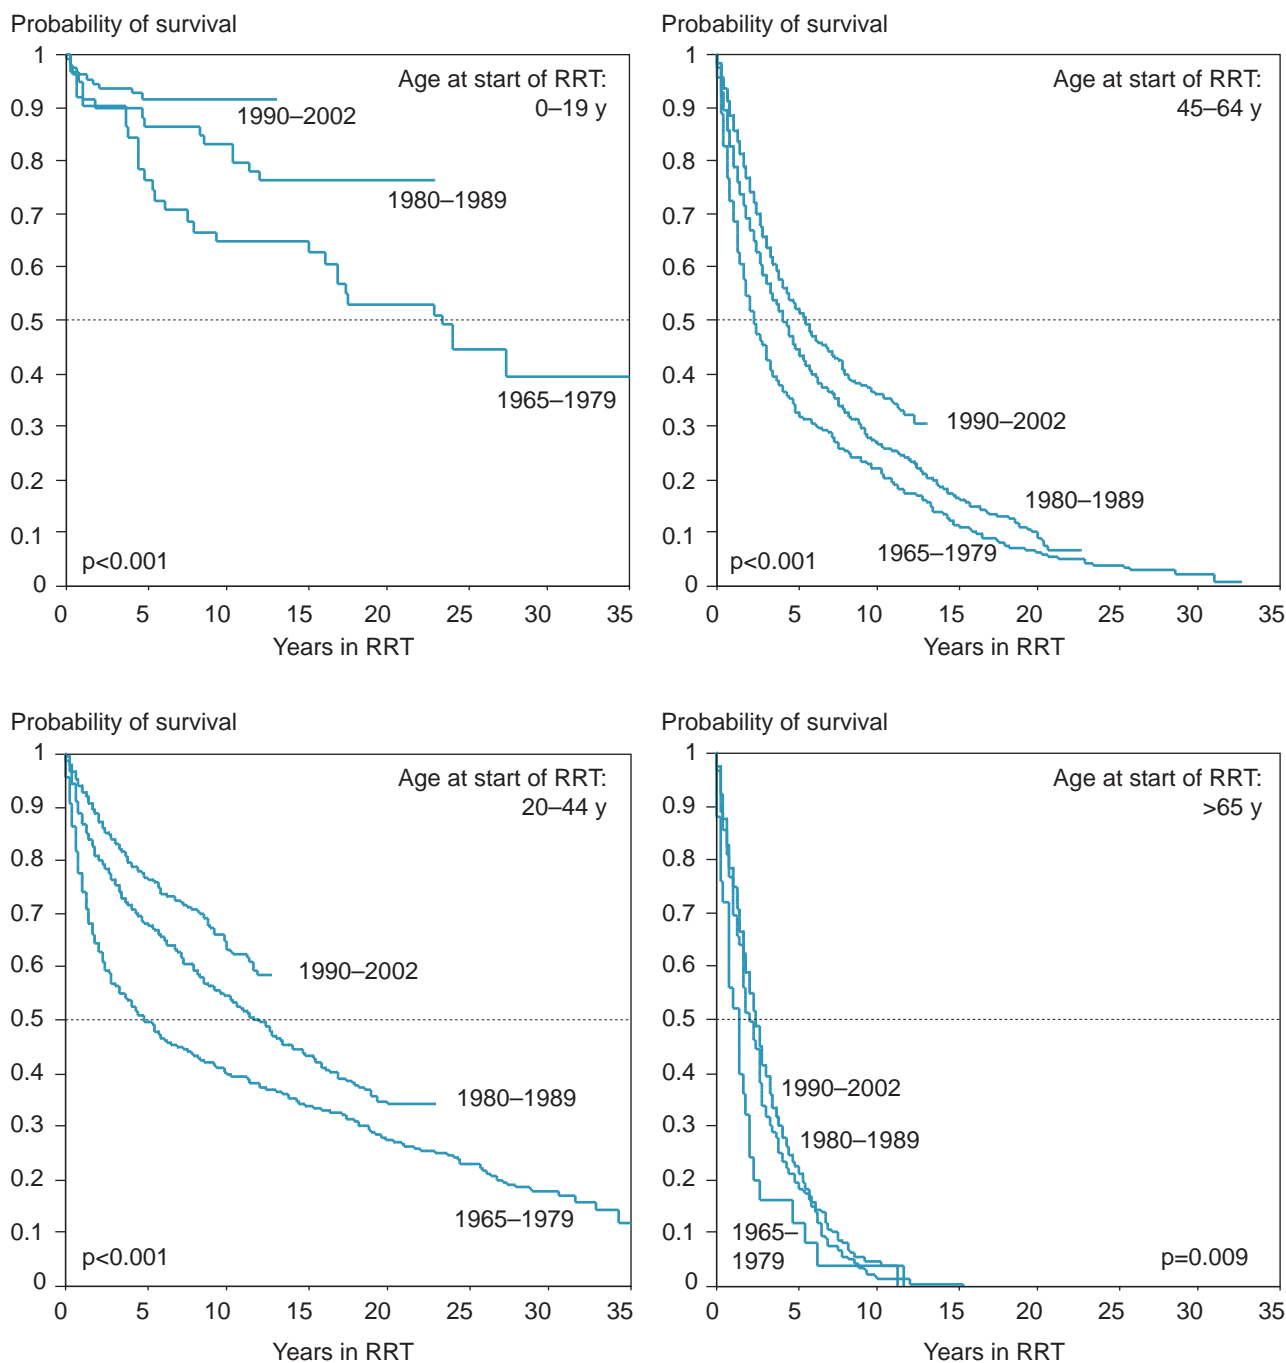 Probability of survival
1
0.9
0.8
0.7
0.6
0.5
0.4
0.3
0.2
0.1
0
Age at start of RRT:
0–19 y
1990–2002
1980–1989
1965–1979
p<0.001
0 5 10 15 20 25 30 35
Years in RRT
Probability of survival
1
0.9
0.8
0.7
0.6
0.5
0.4
0.3
0.2
0.1
0
Age at start of RRT:
45–64 y
1990–2002
1980–1989
1965–1979
p<0.001
0 5 10 15 20 25 30 35
Years in RRT
Probability of survival
1
0.9
0.8
0.7
0.6
0.5
0.4
0.3
0.2
0.1
0
Age at start of RRT:
20–44 y
1990–2002
1980–1989
1965–1979
p<0.001
0 5 10 15 20 25 30 35
Years in RRT
Probability of survival
1
0.9
0.8
0.7
0.6
0.5
0.4
0.3
0.2
0.1
0
Age at start of RRT:
>65 y
1990–2002
1980–1989
1965–
1979
p=0.009
0 5 10 15 20 25 30 35
Years in RRT